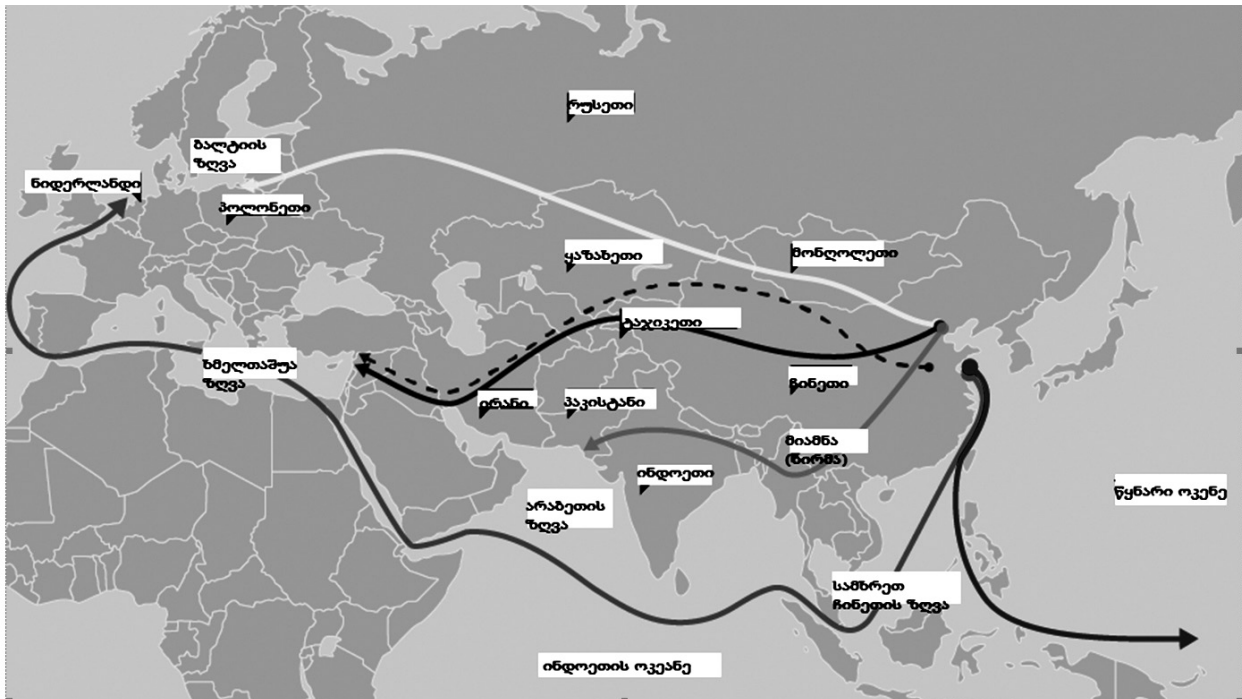 რუსეთი
ბალტიის
ზღვა
ნიდერლანდი
პოლონეთი
ყაზახეთი
მონღოლეთი
ტაჯიკეთი
ხმელთაშუა
ზღვა
ჩინეთი
ირანი
პაკისტანი
მიამნა
(ბირმა)
ინდოეთი
წყნარი ოკენე
არაბეთის
ზღვა
სამხრეთ
ჩინეთის ზღვა
ინდოეთის ოკეანე